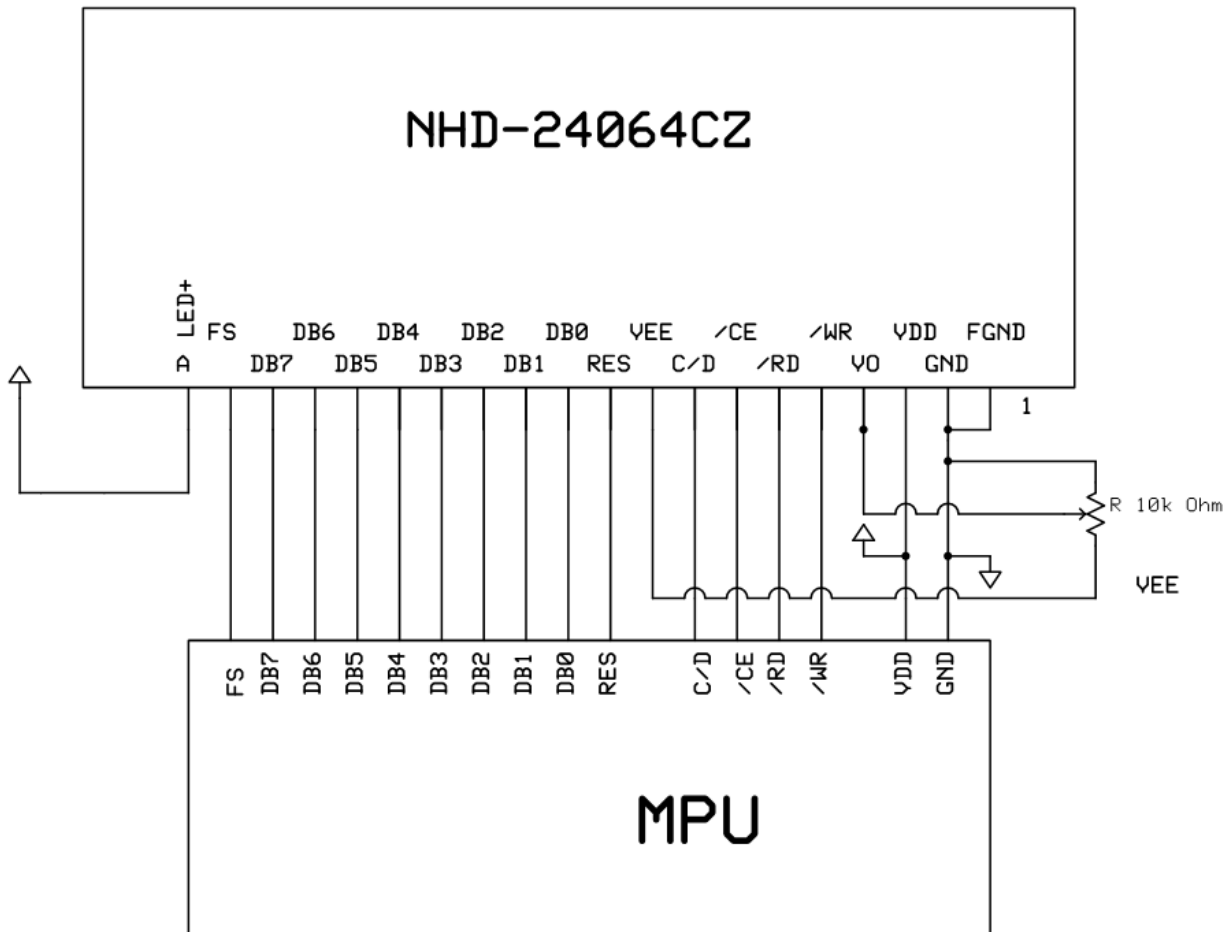 NHD-24064CZ
LED+
FS DB6 DB4 DB2 DB0 VEE /CE /WR VDD FGND
A DB7 DB5 DB3 DB1 RES C/D /RD VO GND
1
R 10k Ohm
VEE
FS DB7 DB6 DB5 DB4 DB3 DB2 DB1 DB0 RES C/D /CE /RD /WR VDD GND
MPU